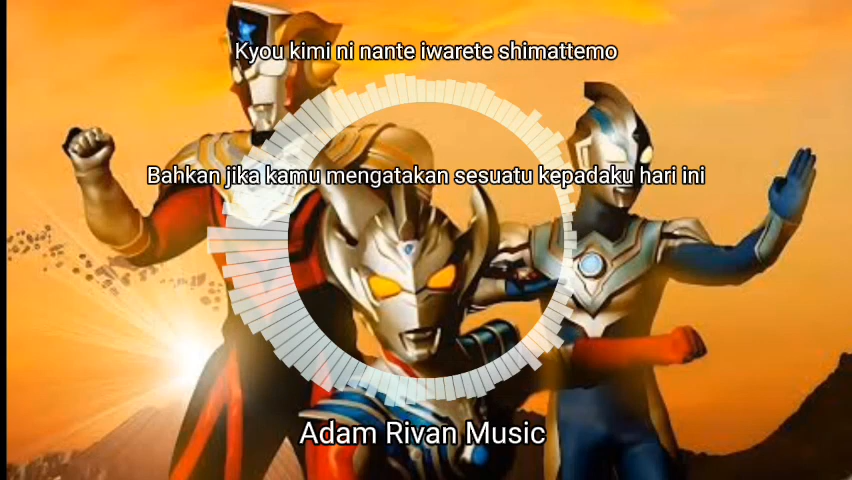 Kyou kimi ni nante iwarete shimattemo
Bahkan jika kamu mengatakan sesuatu kepadaku hari ini
Adam Rivan Music